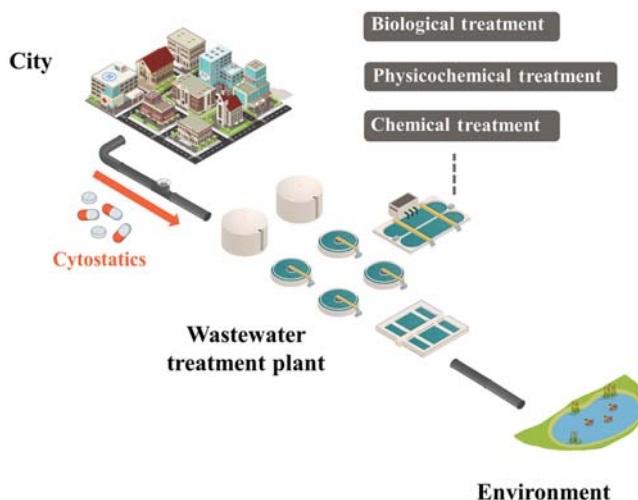 Biological treatment
City
Physicochemical treatment
Chemical treatment
Cytostatics
Wastewater
treatment plant
Environment